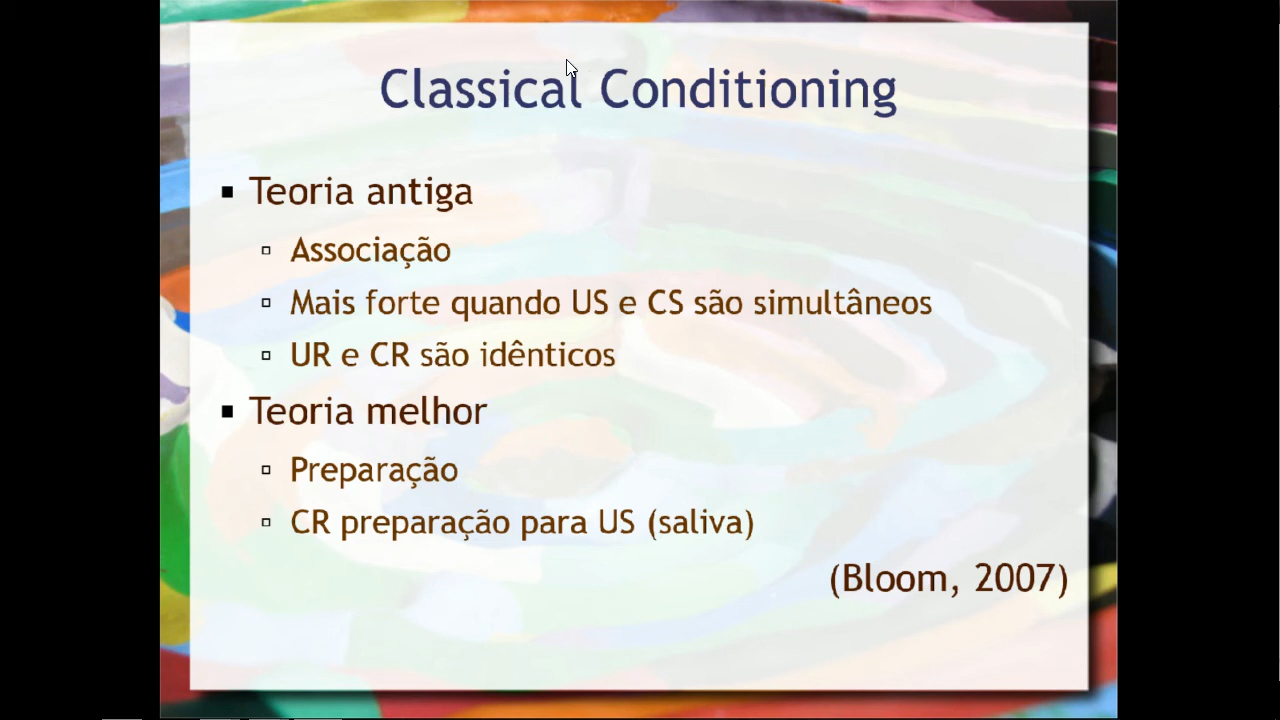 Classical Conditioning
Teoria antiga
Associação
Mais forte quando US e CS são simultâneos
UR e CR são idênticos
Teoria melhor
Preparação
CR preparação para US (saliva)
(Bloom, 2007)